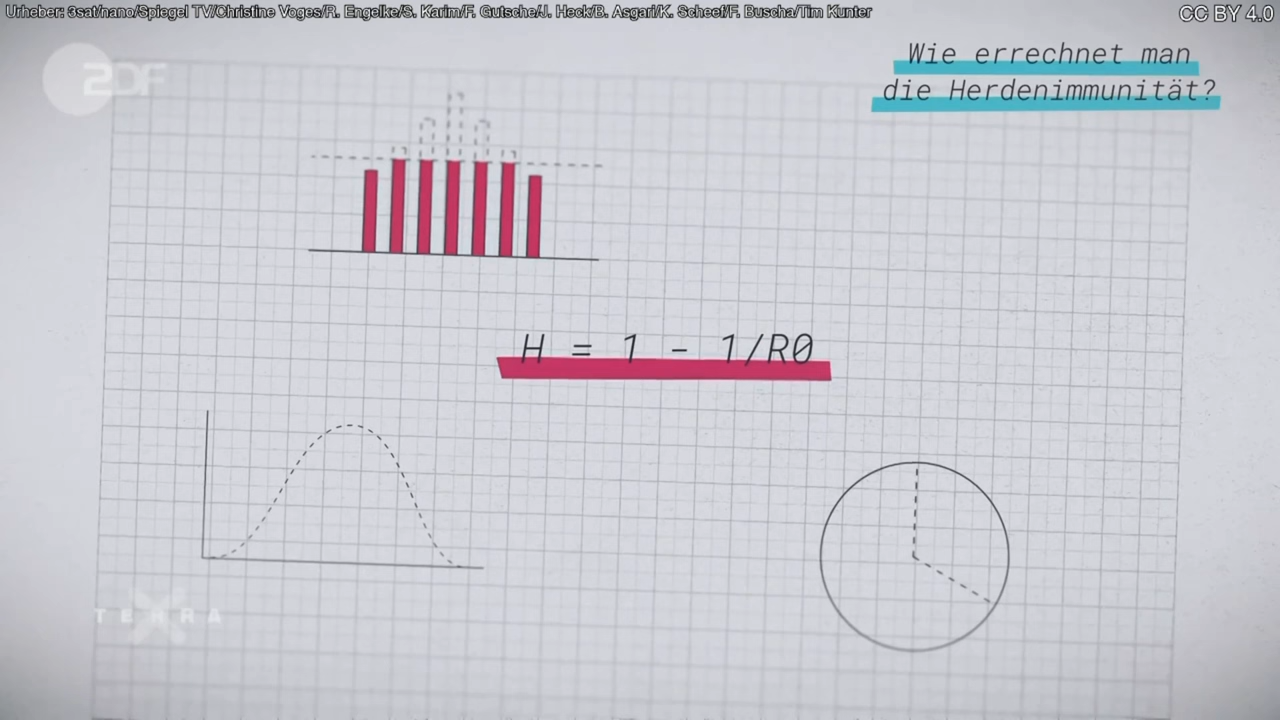 Urheber: 3sat/nano/Spiegel TV/Christine Voges/R. Engelke/S. Karim/F. Gutsche/J. Heck/B. Asgari/K. Scheef/F. Buscha/Tim Kunter
CC BY 4.0
ZDF
Wie errechnet man
die Herdenimmunität?
H = 1 - 1/R0
TERRA X